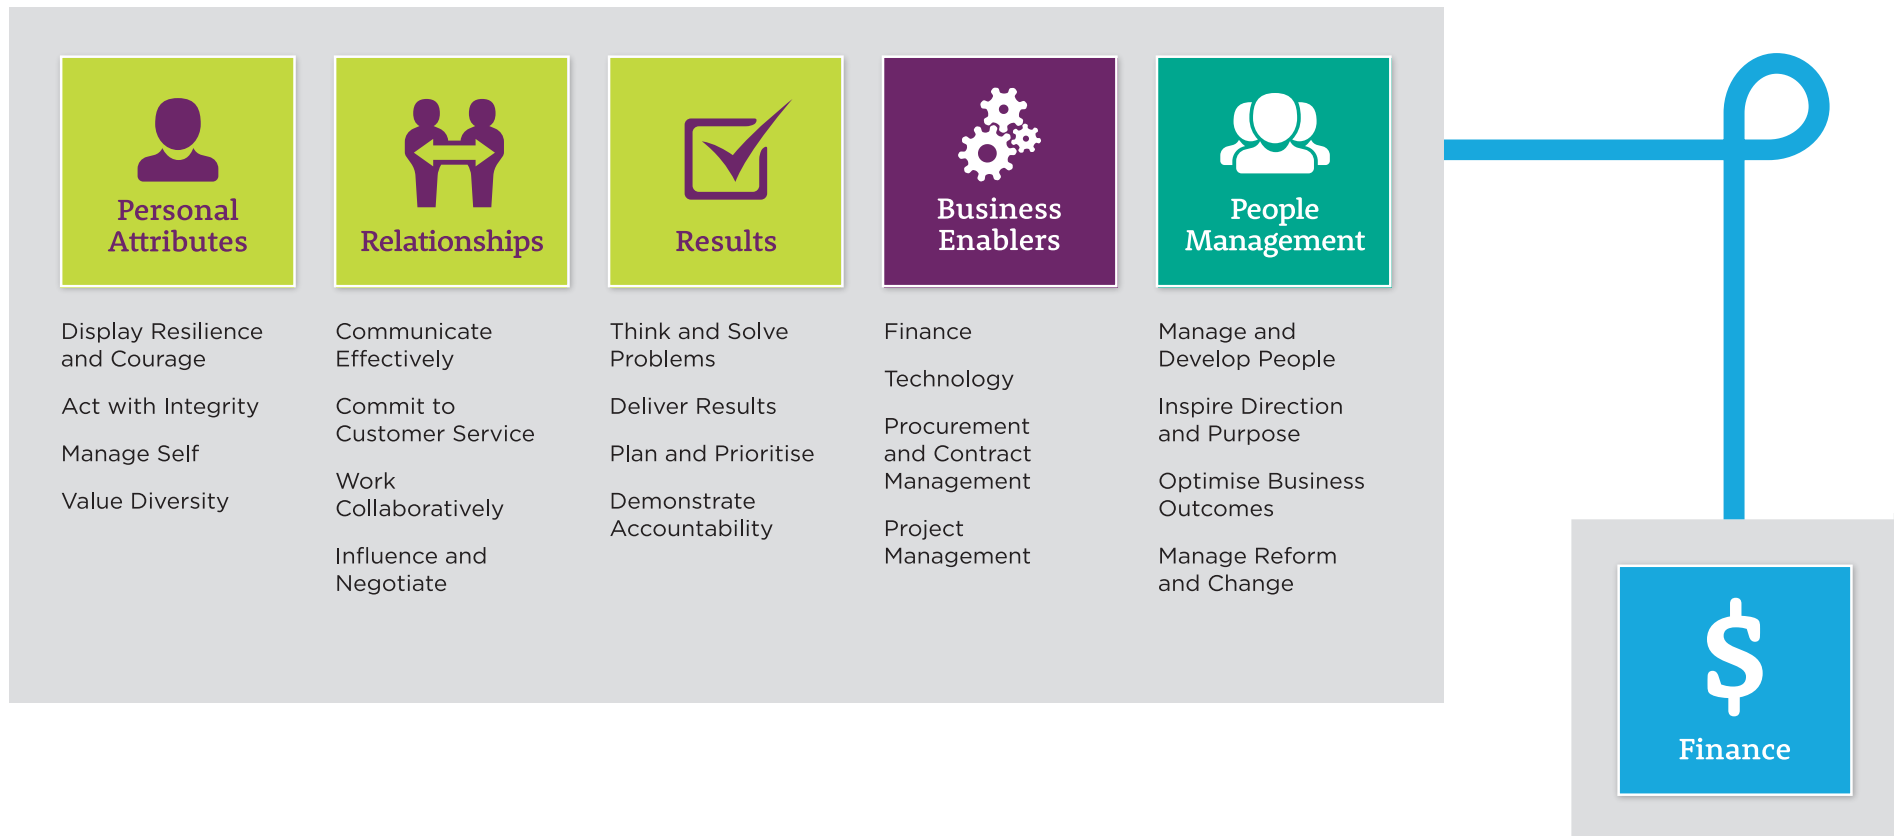 Personal
Attributes
Display Resilience
and Courage
Act with Integrity
Manage Self
Value Diversity
Relationships
Communicate
Effectively
Commit to
Customer Service
Work
Collaboratively
Influence and
Negotiate
Results
Think and Solve
Problems
Deliver Results
Plan and Prioritise
Demonstrate
Accountability
Business
Enablers
Finance
Technology
Procurement
and Contract
Management
Project
Management
People
Management
Manage and
Develop People
Inspire Direction
and Purpose
Optimise Business
Outcomes
Manage Reform
and Change
$
Finance